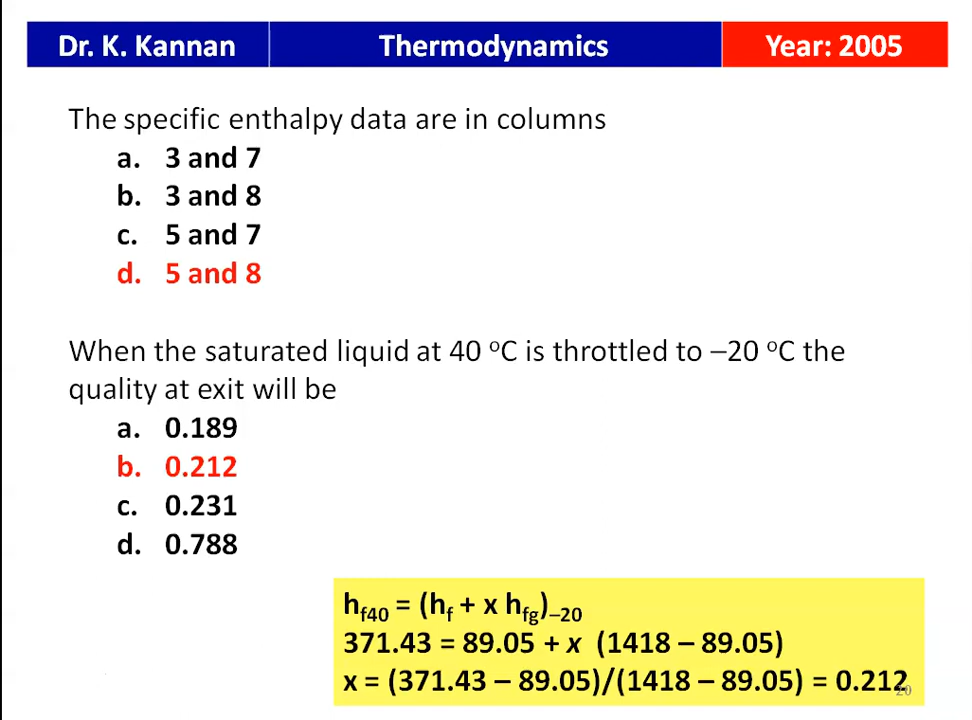 Dr. K. Kannan Thermodynamics Year: 2005
The specific enthalpy data are in columns
a. 3 and 7
b. 3 and 8
c. 5 and 7
d. 5 and 8
When the saturated liquid at 40 °C is throttled to –20 °C the
quality at exit will be
a. 0.189
b. 0.212
c. 0.231
d. 0.788
hf40 = (hf + x hfg)–20
371.43 = 89.05 + x (1418 – 89.05)
x = (371.43 – 89.05)/(1418 – 89.05) = 0.212
20